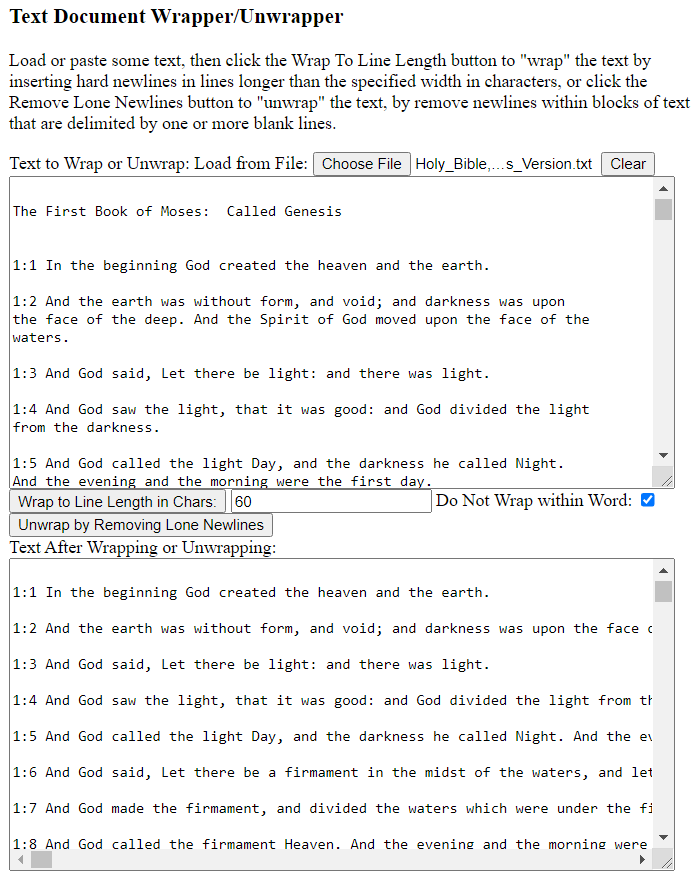 Text Document Wrapper/Unwrapper
Load or paste some text, then click the Wrap To Line Length button to "wrap" the text by
inserting hard newlines in lines longer than the specified width in characters, or click the
Remove Lone Newlines button to "unwrap" the text, by remove newlines within blocks of text
that are delimited by one or more blank lines.
Text to Wrap or Unwrap: Load from File: Choose File Holy_Bible,...s_Version.txt Clear
The First Book of Moses:  Called Genesis
1:1 In the beginning God created the heaven and the earth.
1:2 And the earth was without form, and void; and darkness was upon
the face of the deep. And the Spirit of God moved upon the face of the
waters.
1:3 And God said, Let there be light: and there was light.
1:4 And God saw the light, that it was good: and God divided the light
from the darkness.
1:5 And God called the light Day, and the darkness he called Night.
And the evening and the morning were the first day.
Wrap to Line Length in Chars: 60 Do Not Wrap within Word:
Unwrap by Removing Lone Newlines
Text After Wrapping or Unwrapping:
1:1 In the beginning God created the heaven and the earth.
1:2 And the earth was without form, and void; and darkness was upon the face
1:3 And God said, Let there be light: and there was light.
1:4 And God saw the light, that it was good: and God divided the light from
1:5 And God called the light Day, and the darkness he called Night. And the
1:6 And God said, Let there be a firmament in the midst of the waters, and let
1:7 And God made the firmament, and divided the waters which were under the
1:8 And God called the firmament Heaven. And the evening and the morning were